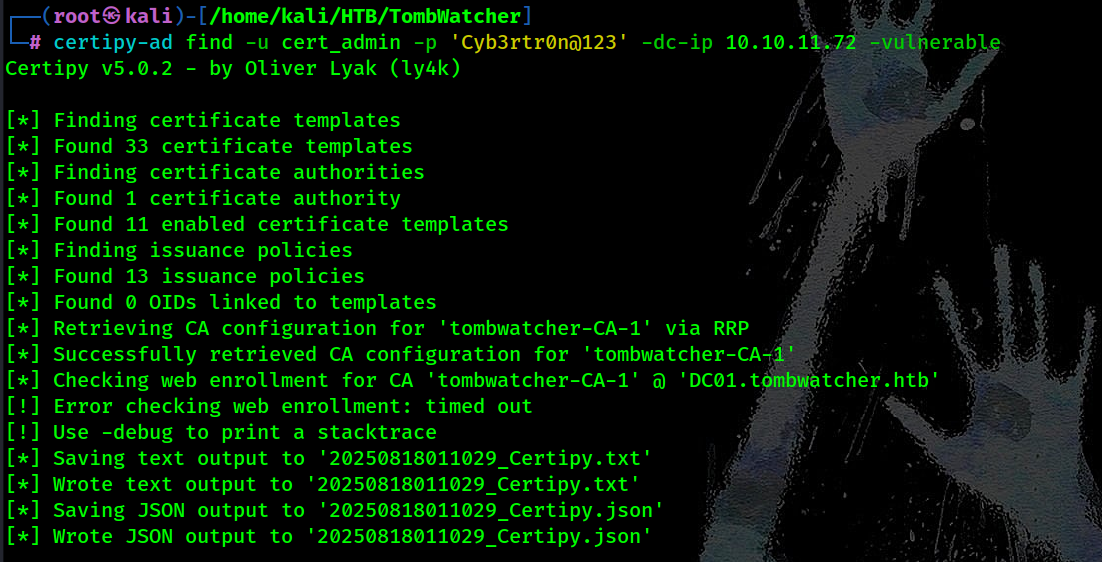 ┌──(root㉿kali)-[/home/kali/HTB/TombWatcher]
└─# certipy-ad find -u cert_admin -p 'Cyb3rtr0n@123' -dc-ip 10.10.11.72 -vulnerable
Certipy v5.0.2 - by Oliver Lyak (ly4k)
[*] Finding certificate templates
[*] Found 33 certificate templates
[*] Finding certificate authorities
[*] Found 1 certificate authority
[*] Found 11 enabled certificate templates
[*] Finding issuance policies
[*] Found 13 issuance policies
[*] Found 0 OIDs linked to templates
[*] Retrieving CA configuration for 'tombwatcher-CA-1' via RRP
[*] Successfully retrieved CA configuration for 'tombwatcher-CA-1'
[*] Checking web enrollment for CA 'tombwatcher-CA-1' @ 'DC01.tombwatcher.htb'
[!] Error checking web enrollment: timed out
[!] Use -debug to print a stacktrace
[*] Saving text output to '20250818011029_Certipy.txt'
[*] Wrote text output to '20250818011029_Certipy.txt'
[*] Saving JSON output to '20250818011029_Certipy.json'
[*] Wrote JSON output to '20250818011029_Certipy.json'